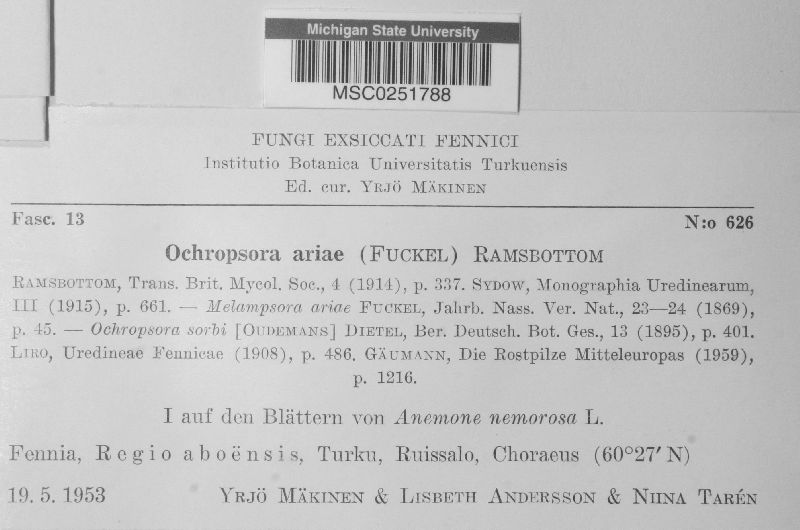 Michigan State University
MSC0251788
FUNGI EXSICCATI FENNICI
Institutio Botanica Universitatis Turkuensis
Ed. cur. YRJÖ MÄKINEN
Fasc. 13 N:o 626
Ochropsora ariae (FUCKEL) RAMSBOTTOM
RAMSBOTTOM, Trans. Brit. Mycol. Soc., 4 (1914), p. 337. SYDOW, Monographia Uredinearum,
III (1915), p. 661. — Melampsora ariae FUCKEL, Jahrb. Nass. Ver. Nat., 23—24 (1869),
p. 45. — Ochropsora sorbi [OUDEMANS] DIETEL, Ber. Deutsch. Bot. Ges., 13 (1895), p. 401.
LIRO, Uredineae Fennicae (1908), p. 486. GÄUMANN, Die Rostpilze Mitteleuropas (1959),
p. 1216.
I auf den Blättern von Anemone nemorosa L.
Fennia, Regio aboënsis, Turku, Ruissalo, Choraeus (60°27′ N)
19. 5. 1953 YRJÖ MÄKINEN & LISBETH ANDERSSON & NIINA TARÉN